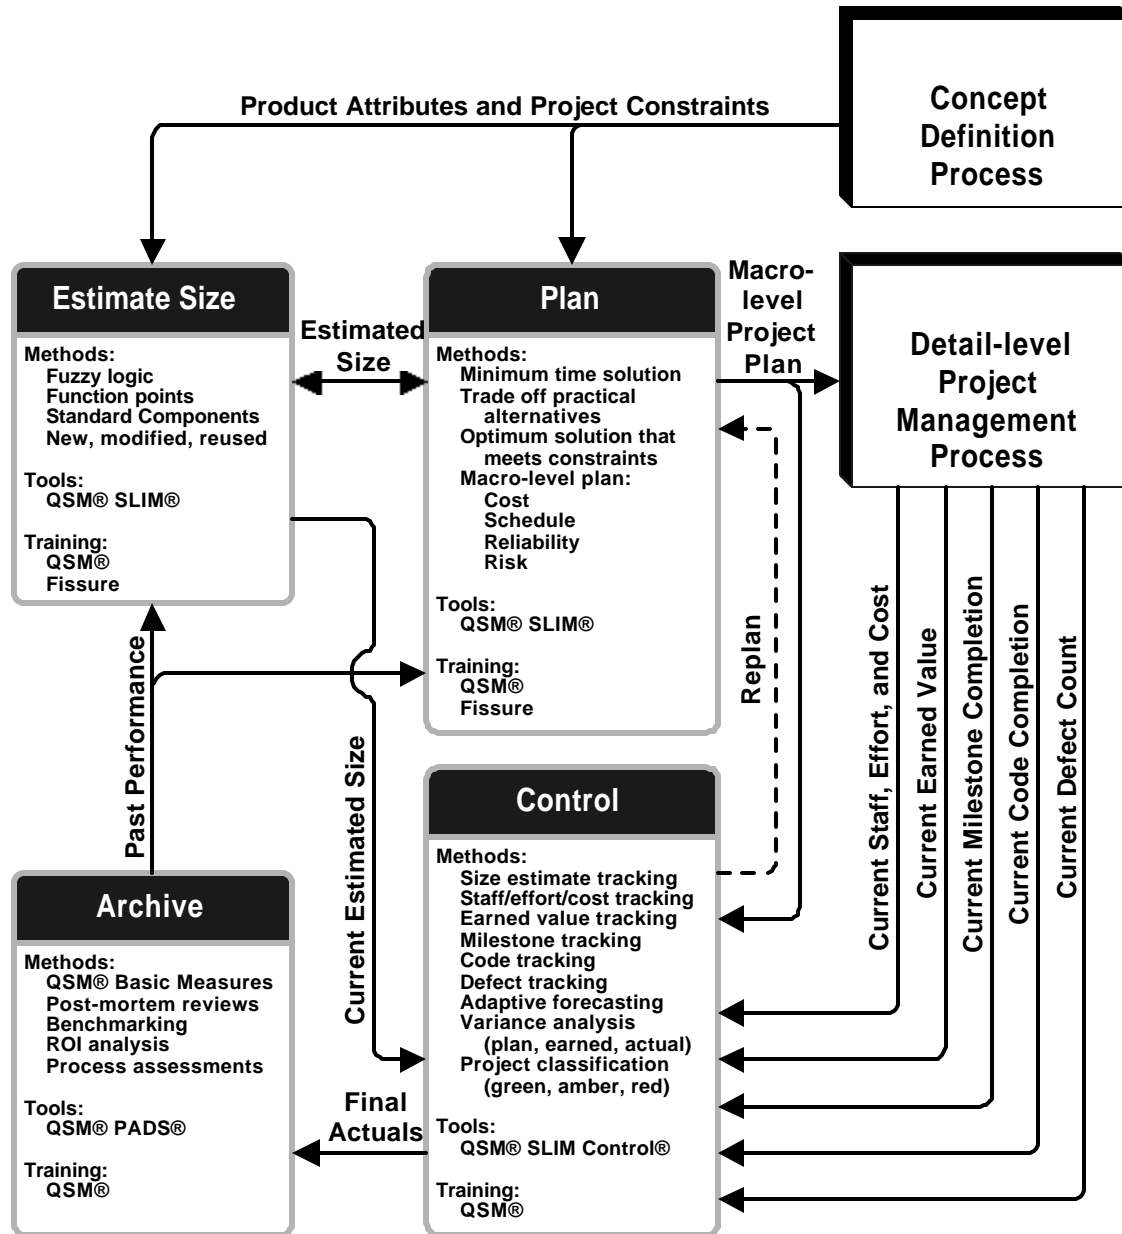 Product Attributes and Project Constraints
Concept
Definition
Process
Estimate Size
Methods:
Fuzzy logic
Function points
Standard Components
New, modified, reused
Tools:
QSM® SLIM®
Training:
QSM®
Fissure
Estimated
Size
Plan
Methods:
Minimum time solution
Trade off practical
alternatives
Optimum solution that
meets constraints
Macro-level plan:
Cost
Schedule
Reliability
Risk
Tools:
QSM® SLIM®
Training:
QSM®
Fissure
Macro-
level
Project
Plan
Detail-level
Project
Management
Process
Replan
Current Staff, Effort, and Cost
Current Earned Value
Current Milestone Completion
Current Code Completion
Current Defect Count
Past Performance
Current Estimated Size
Archive
Methods:
QSM® Basic Measures
Post-mortem reviews
Benchmarking
ROI analysis
Process assessments
Tools:
QSM® PADS®
Training:
QSM®
Final
Actuals
Control
Methods:
Size estimate tracking
Staff/effort/cost tracking
Earned value tracking
Milestone tracking
Code tracking
Defect tracking
Adaptive forecasting
Variance analysis
(plan, earned, actual)
Project classification
(green, amber, red)
Tools:
QSM® SLIM Control®
Training:
QSM®